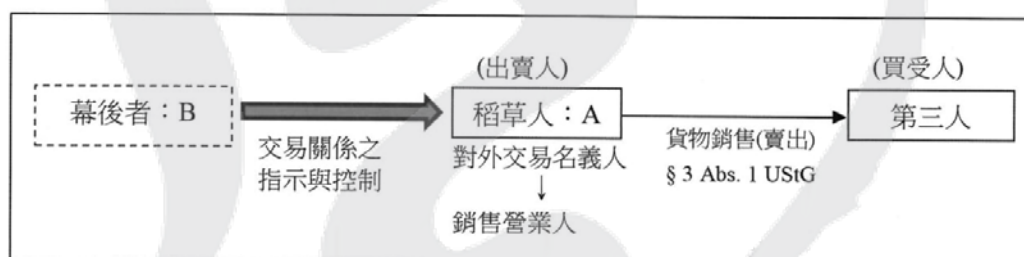 (出賣人)
(買受人)
幕後者：B
稻草人：A
第三人
交易關係之
指示與控制
對外交易名義人
↓
銷售營業人
貨物銷售(賣出)
§ 3 Abs. 1 UStG